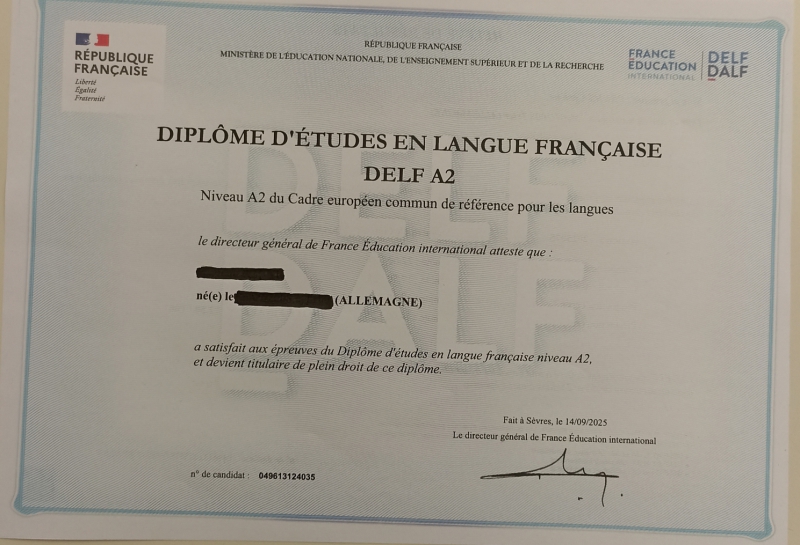 RÉPUBLIQUE
FRANÇAISE
Liberté
Égalité
Fraternité
RÉPUBLIQUE FRANÇAISE
MINISTÈRE DE L'ÉDUCATION NATIONALE, DE L'ENSEIGNEMENT SUPÉRIEUR ET DE LA RECHERCHE
FRANCE
ÉDUCATION
INTERNATIONAL
DELF
DALF
DIPLÔME D'ÉTUDES EN LANGUE FRANÇAISE
DELF A2
Niveau A2 du Cadre européen commun de référence pour les langues
le directeur général de France Éducation international atteste que :
né(e) le (ALLEMAGNE)
a satisfait aux épreuves du Diplôme d'études en langue française niveau A2,
et devient titulaire de plein droit de ce diplôme.
Fait à Sèvres, le 14/09/2025
Le directeur général de France Éducation international
n° de candidat : 049613124035
DELF
DALF